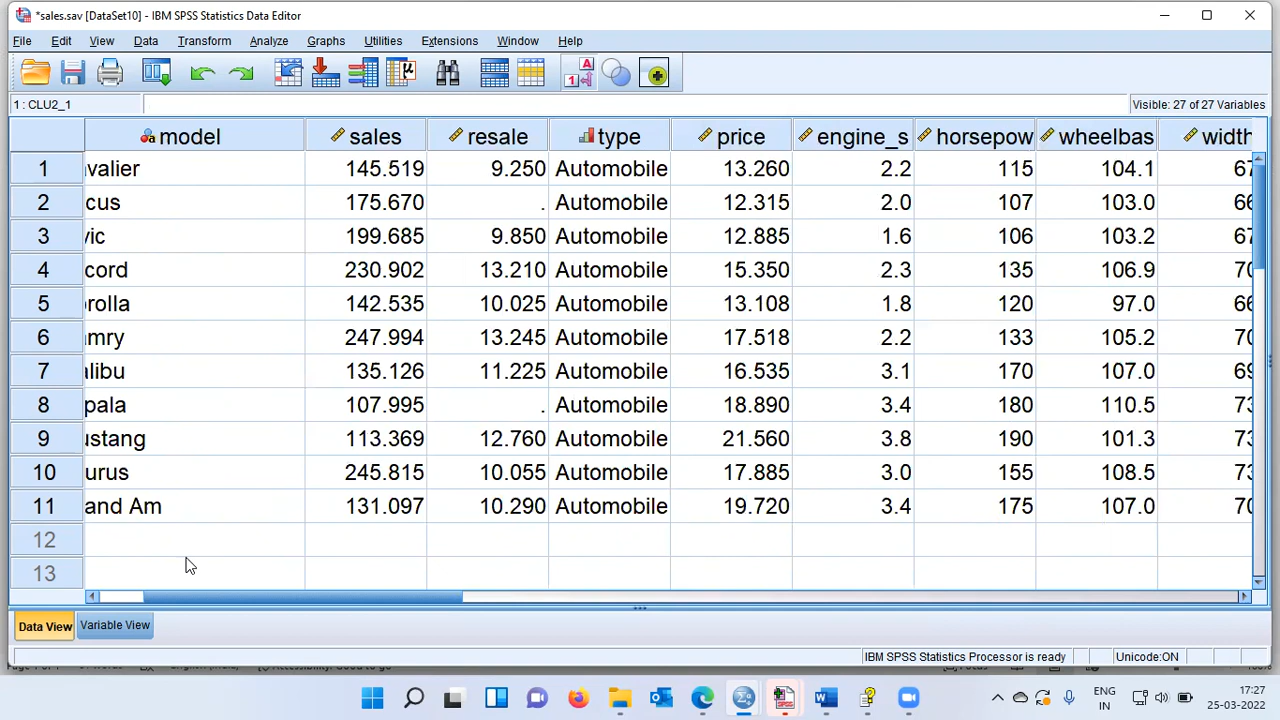 *sales.sav [DataSet10] - IBM SPSS Statistics Data Editor
File Edit View Data Transform Analyze Graphs Utilities Extensions Window Help
1 : CLU2_1 Visible: 27 of 27 Variables
model sales resale type price engine_s horsepow wheelbas width
1 avalier 145.519 9.250 Automobile 13.260 2.2 115 104.1 67
2 cus 175.670 . Automobile 12.315 2.0 107 103.0 66
3 vic 199.685 9.850 Automobile 12.885 1.6 106 103.2 67
4 cord 230.902 13.210 Automobile 15.350 2.3 135 106.9 70
5 orolla 142.535 10.025 Automobile 13.108 1.8 120 97.0 66
6 mry 247.994 13.245 Automobile 17.518 2.2 133 105.2 70
7 alibu 135.126 11.225 Automobile 16.535 3.1 170 107.0 69
8 pala 107.995 . Automobile 18.890 3.4 180 110.5 73
9 ustang 113.369 12.760 Automobile 21.560 3.8 190 101.3 73
10 urus 245.815 10.055 Automobile 17.885 3.0 155 108.5 73
11 and Am 131.097 10.290 Automobile 19.720 3.4 175 107.0 70
12
13
Data View Variable View
IBM SPSS Statistics Processor is ready Unicode:ON
ENG
IN
17:27
25-03-2022